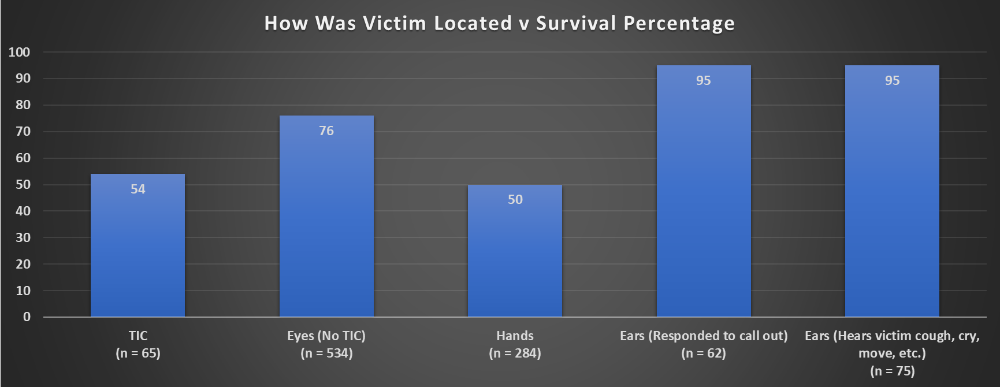 How Was Victim Located v Survival Percentage
100
90
80
70
60
50
40
30
20
10
0
54
76
50
95
95
TIC
(n = 65)
Eyes (No TIC)
(n = 534)
Hands
(n = 284)
Ears (Responded to call out)
(n = 62)
Ears (Hears victim cough, cry,
move, etc.)
(n = 75)